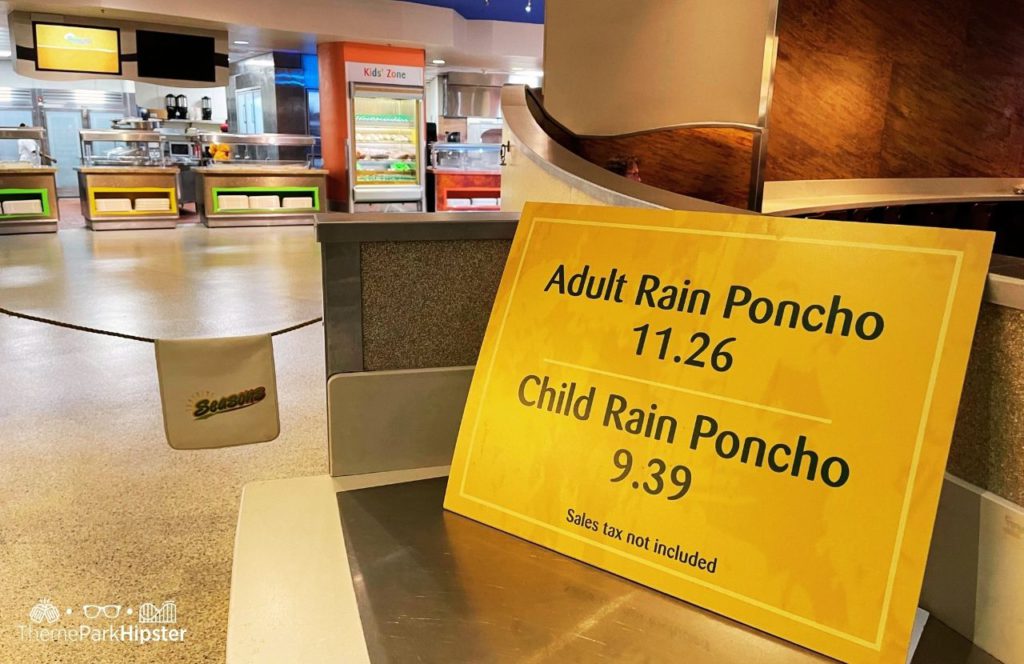 Kids' Zone
Adult Rain Poncho
11.26
Child Rain Poncho
9.39
Sales tax not included
Seasons
ThemeParkHipster